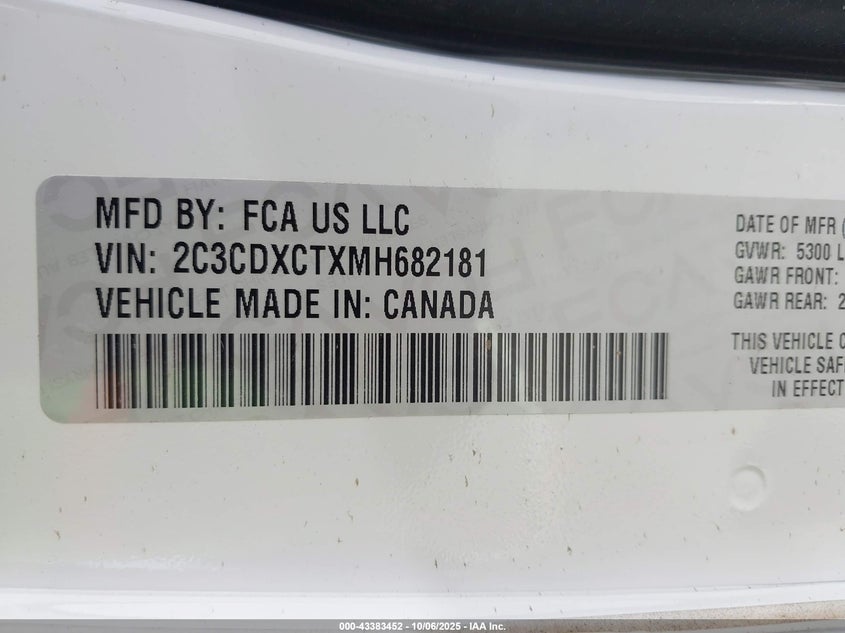 MFD BY: FCA US LLC
VIN: 2C3CDXCTXMH682181
VEHICLE MADE IN: CANADA
DATE OF MFR (
GVWR: 5300 L
GAWR FRONT:
GAWR REAR: 2
THIS VEHICLE C
VEHICLE SAF
IN EFFECT
000-43383452 - 10/06/2025 - IAA Inc.